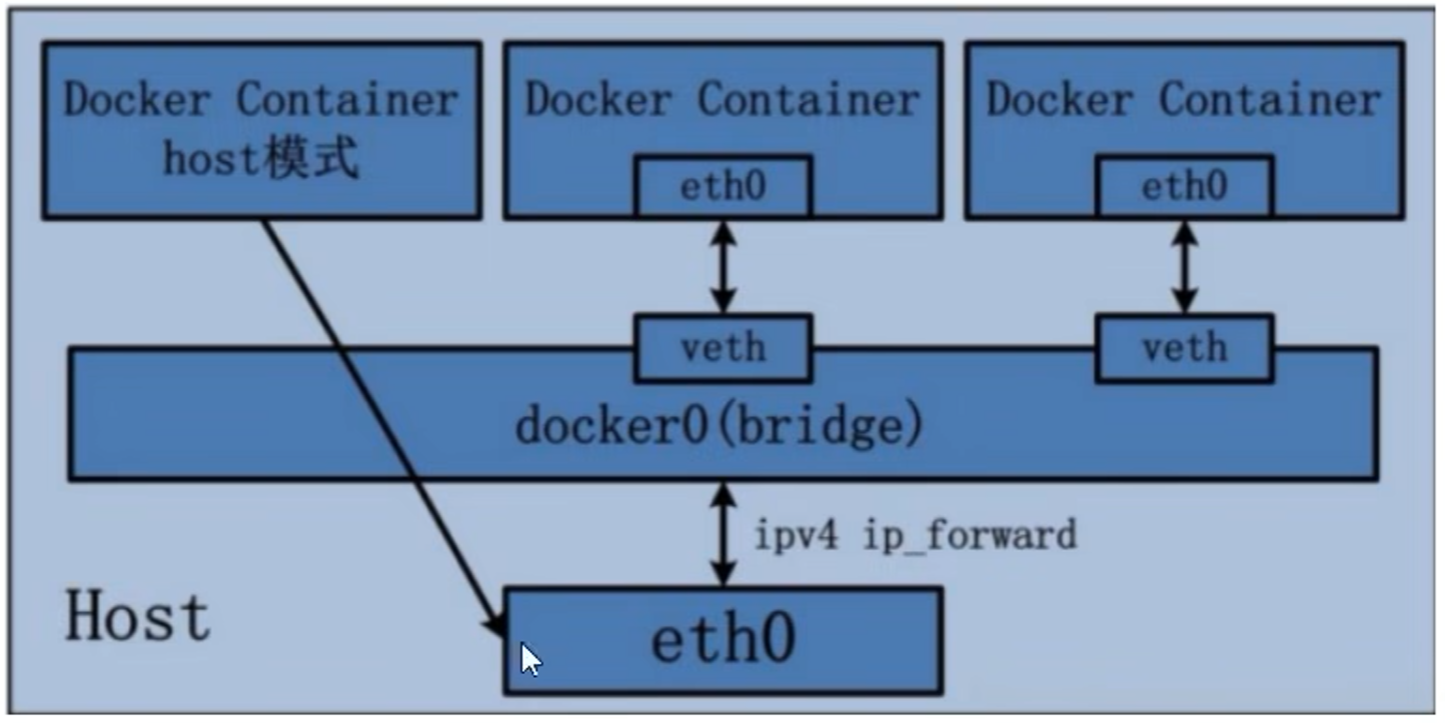 Docker Container
host模式
Docker Container
eth0
Docker Container
eth0
veth
veth
docker0(bridge)
ipv4 ip_forward
Host
eth0